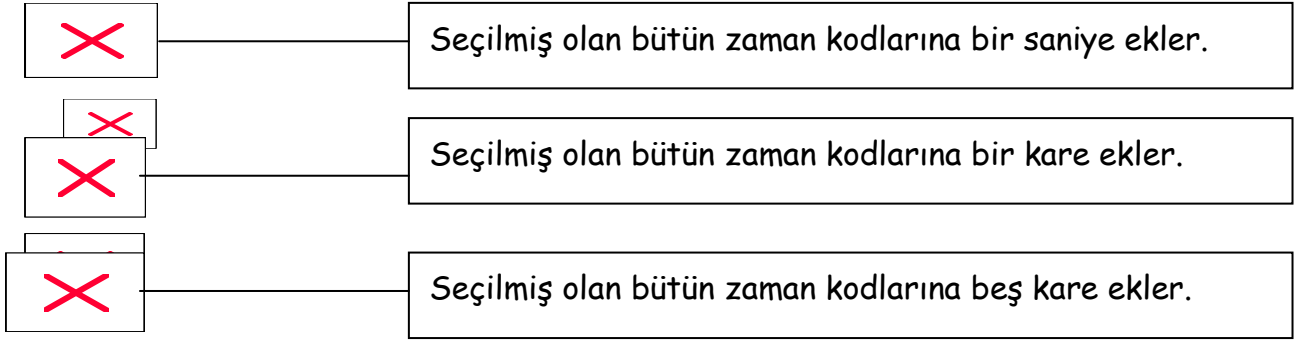 Seçilmiş olan bütün zaman kodlarına bir saniye ekler.
Seçilmiş olan bütün zaman kodlarına bir kare ekler.
Seçilmiş olan bütün zaman kodlarına beş kare ekler.